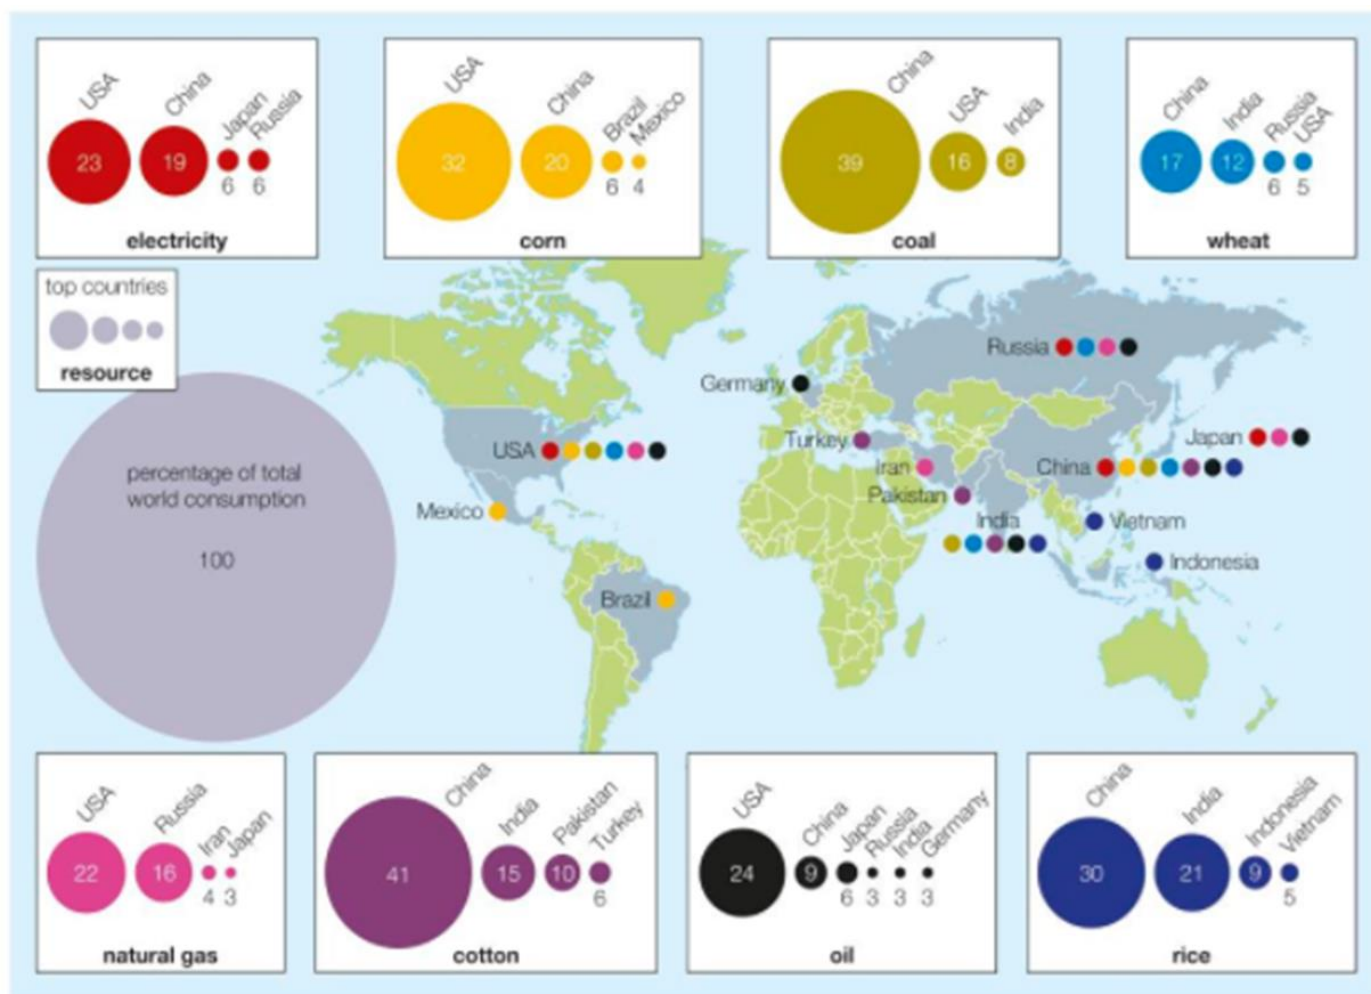 USA
China
Japan
Russia
23
19
6
6
electricity
USA
China
Brazil
Mexico
32
20
6
4
corn
China
USA
India
39
16
8
coal
China
India
Russia
USA
17
12
6
5
wheat
top countries
resource
percentage of total
world consumption
100
Russia
Germany
USA
Turkey
Japan
Iran
China
Pakistan
Mexico
India
Vietnam
Indonesia
Brazil
USA
Russia
Iran
Japan
22
16
4
3
natural gas
China
India
Pakistan
Turkey
41
15
10
6
cotton
USA
China
Japan
Russia
India
Germany
24
9
6
3
3
3
oil
China
India
Indonesia
Vietnam
30
21
9
5
rice